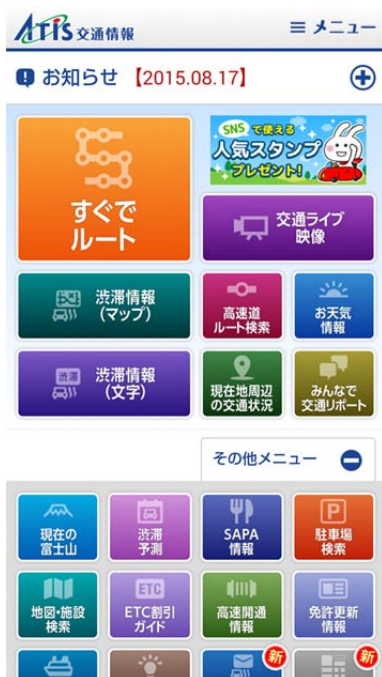 ATIS交通情報
≡ メニュー
お知らせ 【2015.08.17】
すぐで
ルート
SNS で使える
人気スタンプ
プレゼント!
交通ライブ
映像
渋滞情報
(マップ)
高速道
ルート検索
お天気
情報
渋滞
渋滞情報
(文字)
現在地周辺
の交通状況
みんなで
交通リポート
その他メニュー
現在の
富士山
渋滞
予測
SAPA
情報
P
駐車場
検索
地図・施設
検索
ETC
ETC割引
ガイド
高速開通
情報
免許更新
情報
新
新